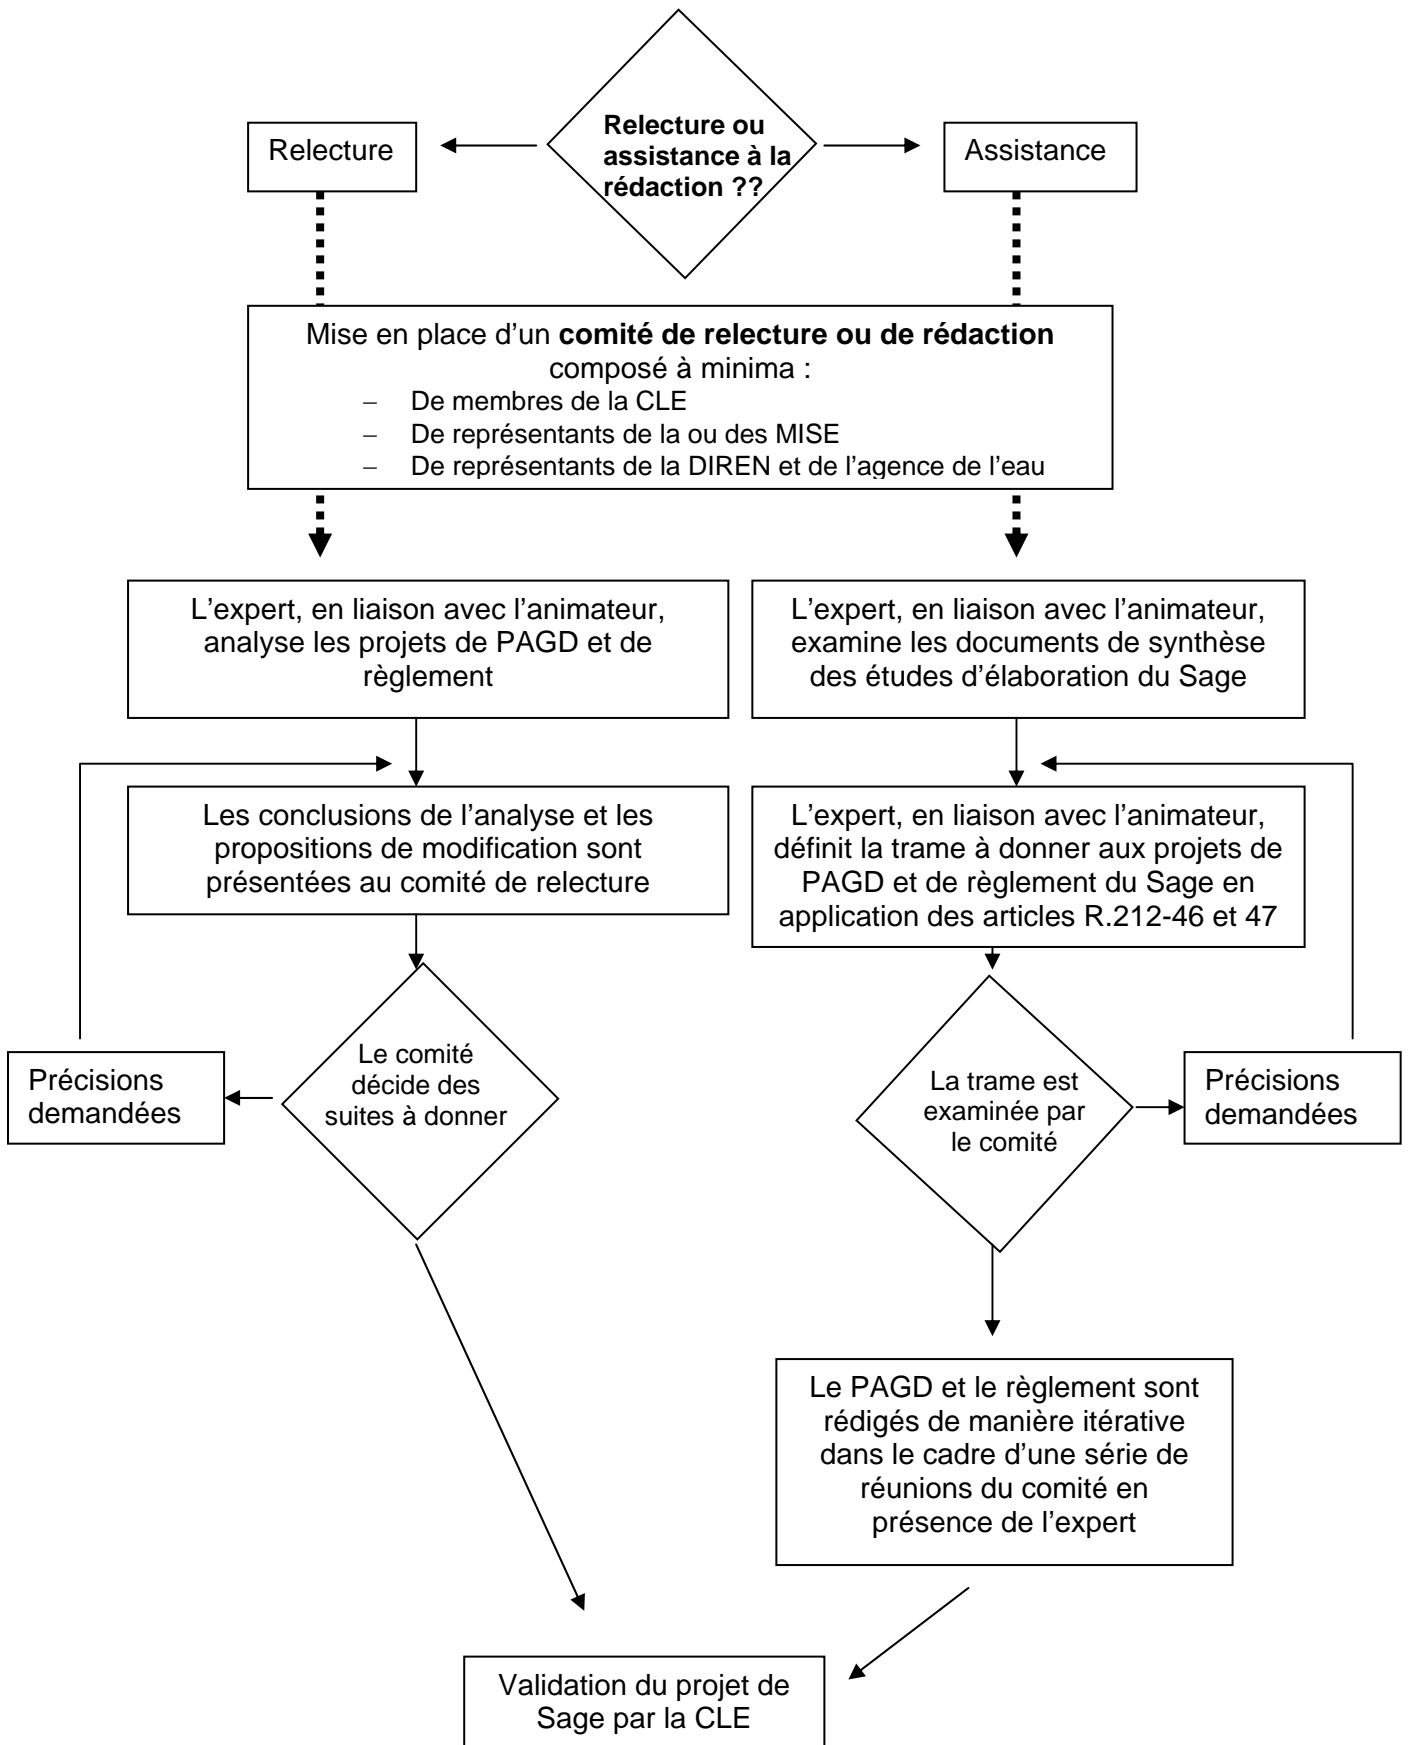 Relecture ou
assistance à la
rédaction ??
Relecture
Assistance
Mise en place d’un comité de relecture ou de rédaction
composé à minima :
– De membres de la CLE
– De représentants de la ou des MISE
– De représentants de la DIREN et de l’agence de l’eau
L’expert, en liaison avec l’animateur,
analyse les projets de PAGD et de
règlement
L’expert, en liaison avec l’animateur,
examine les documents de synthèse
des études d’élaboration du Sage
Les conclusions de l’analyse et les
propositions de modification sont
présentées au comité de relecture
L’expert, en liaison avec l’animateur,
définit la trame à donner aux projets de
PAGD et de règlement du Sage en
application des articles R.212-46 et 47
Le comité
décide des
suites à donner
Précisions
demandées
La trame est
examinée par
le comité
Précisions
demandées
Le PAGD et le règlement sont
rédigés de manière itérative
dans le cadre d’une série de
réunions du comité en
présence de l’expert
Validation du projet de
Sage par la CLE